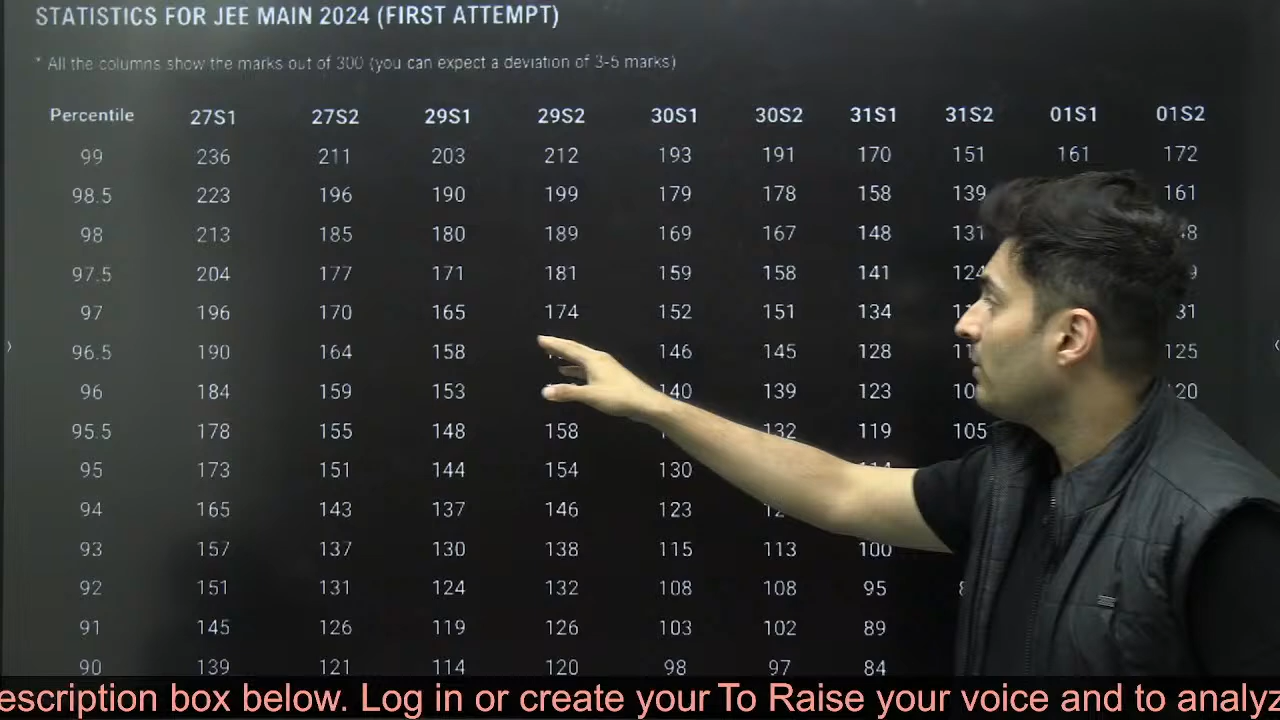 STATISTICS FOR JEE MAIN 2024 (FIRST ATTEMPT)
* All the columns show the marks out of 300 (you can expect a deviation of 3-5 marks)
Percentile 27S1 27S2 29S1 29S2 30S1 30S2 31S1 31S2 01S1 01S2
99 236 211 203 212 193 191 170 151 161 172
98.5 223 196 190 199 179 178 158 139 161
98 213 185 180 189 169 167 148 131
97.5 204 177 171 181 159 158 141 124
97 196 170 165 174 152 151 134
96.5 190 164 158 146 145 128 125
96 184 159 153 140 139 123
95.5 178 155 148 158 132 119 105
95 173 151 144 154 130
94 165 143 137 146 123
93 157 137 130 138 115 113 100
92 151 131 124 132 108 108 95
91 145 126 119 126 103 102 89
90 139 121 114 120 98 97 84
escription box below. Log in or create your To Raise your voice and to analyz